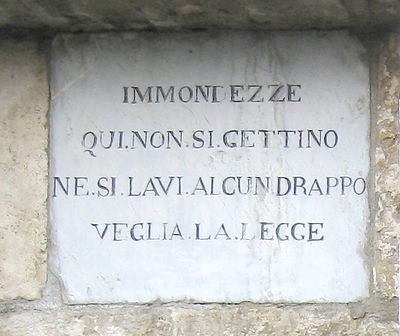 IMMONDEZZE
QUI.NON.SI.GETTINO
NE.SI.LAVI.ALCUN.DRAPPO
VEGLIA.LA.LEGGE